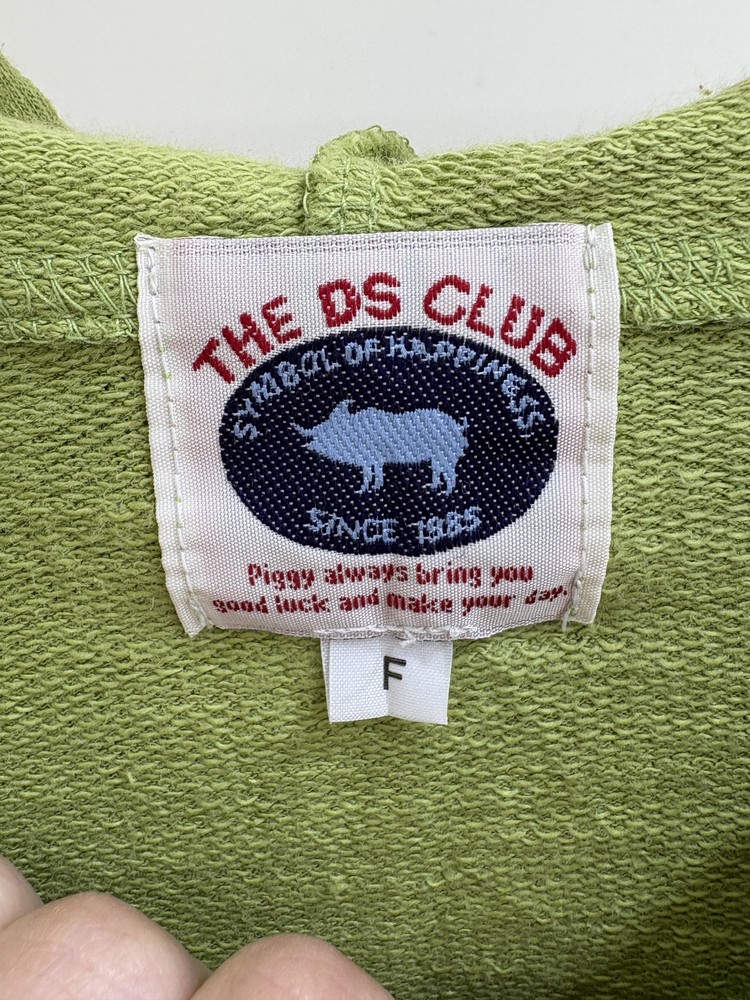 THE DS CLUB
SYMBOL OF HAPPINESS,
SINCE 1985
Piggy always bring you
good luck and make your day.
F